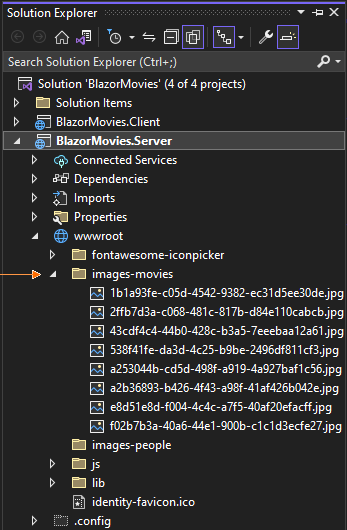 Solution Explorer
Search Solution Explorer (Ctrl+;)
Solution 'BlazorMovies' (4 of 4 projects)
Solution Items
BlazorMovies.Client
BlazorMovies.Server
Connected Services
Dependencies
Imports
Properties
wwwroot
fontawesome-iconpicker
images-movies
1b1a93fe-c05d-4542-9382-ec31d5ee30de.jpg
2ffb7d3a-c068-481c-817b-d84e110cabcb.jpg
43cdf4c4-44b0-428c-b3a5-7eeebaa12a61.jpg
538f41fe-da3d-4c25-b9be-2496df811cf3.jpg
a253044b-cd5d-498f-a919-4a927baf1c56.jpg
a2b36893-b426-4f43-a98f-41af426b042e.jpg
e8d51e8d-f004-4c4c-a7f5-40af20efacff.jpg
f02b7b3a-40a6-44e1-900b-c1c1d3ecfe27.jpg
images-people
js
lib
identity-favicon.ico
.config